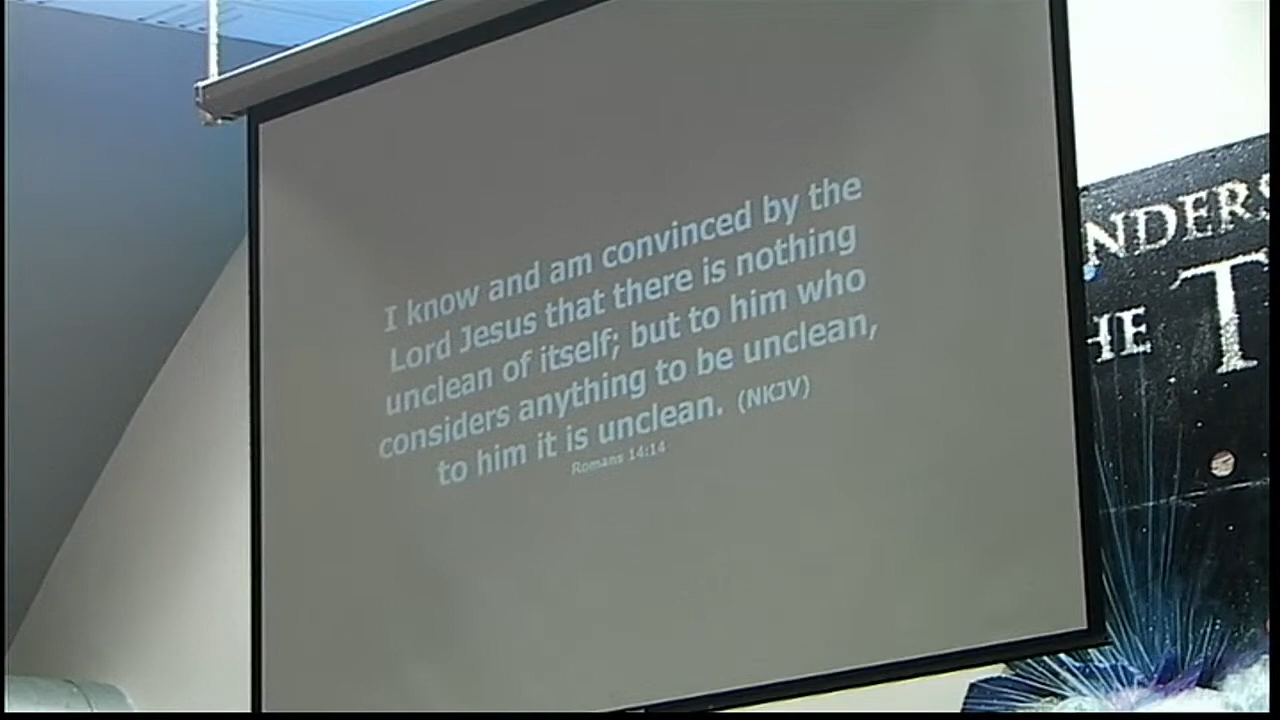 I know and am convinced by the
Lord Jesus that there is nothing
unclean of itself; but to him who
considers anything to be unclean,
to him it is unclean. (NKJV)
Romans 14:14
NDERS
HE T